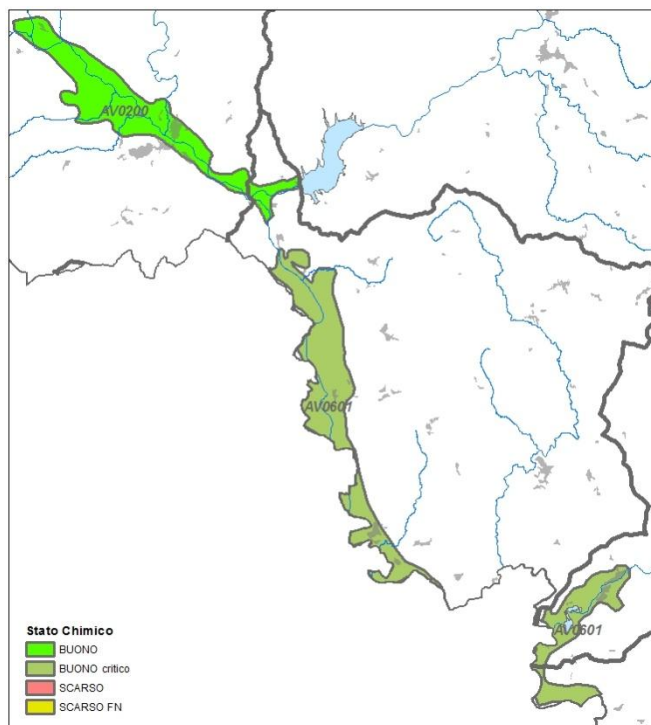 AV0200
AV0601
AV0601
Stato Chimico
BUONO
BUONO critico
SCARSO
SCARSO FN